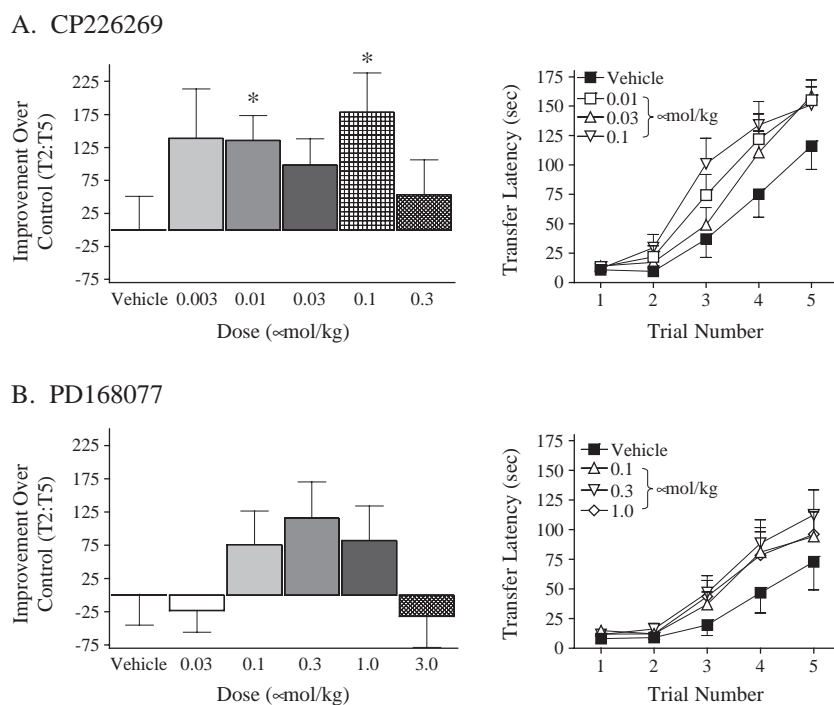 A. CP226269
Improvement Over
Control (T2:T5)
225
175
125
75
25
-25
-75
*
*
Vehicle 0.003 0.01 0.03 0.1 0.3
Dose (∝mol/kg)
Transfer Latency (sec)
175
150
125
100
75
50
25
0
Vehicle
0.01
0.03
0.1
∝mol/kg
1 2 3 4 5
Trial Number
B. PD168077
Improvement Over
Control (T2:T5)
225
175
125
75
25
-25
-75
Vehicle 0.03 0.1 0.3 1.0 3.0
Dose (∝mol/kg)
Transfer Latency (sec)
175
150
125
100
75
50
25
0
Vehicle
0.1
0.3
1.0
∝mol/kg
1 2 3 4 5
Trial Number